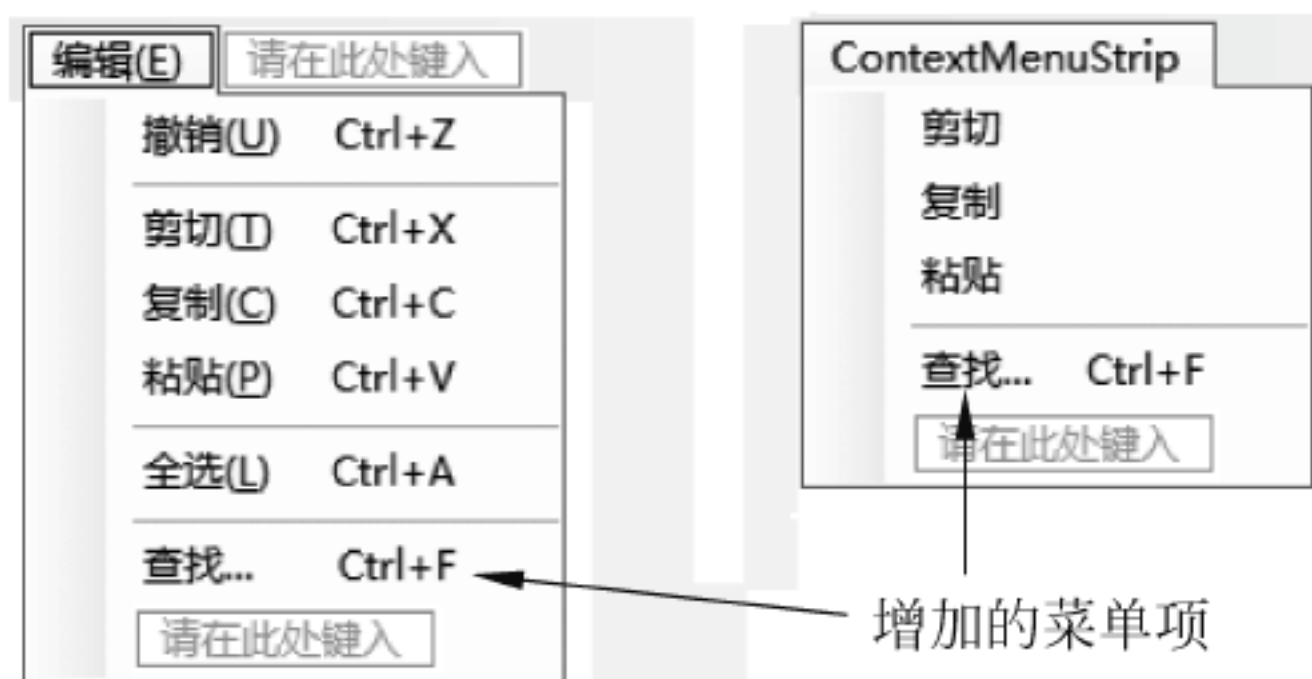 编辑(E) 请在此处键入
撤销(U) Ctrl+Z
剪切(T) Ctrl+X
复制(C) Ctrl+C
粘贴(P) Ctrl+V
全选(L) Ctrl+A
查找... Ctrl+F
请在此处键入
ContextMenuStrip
剪切
复制
粘贴
查找... Ctrl+F
请在此处键入
增加的菜单项